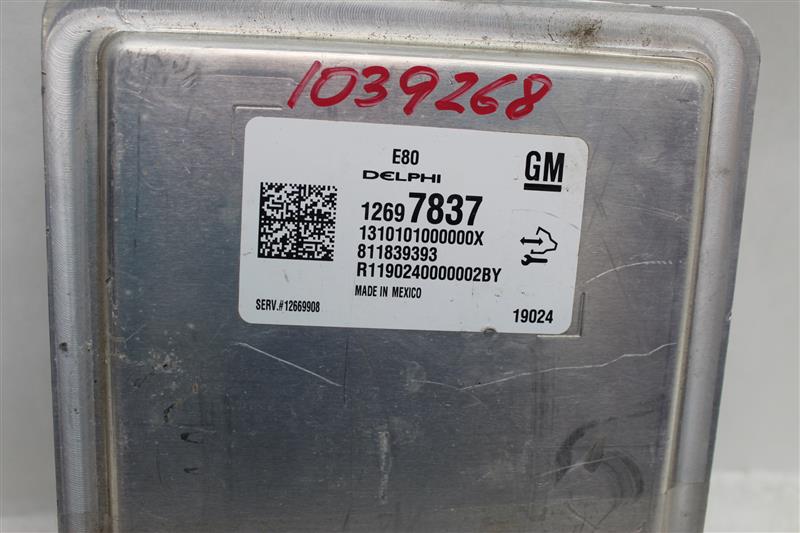 1039268
E80
DELPHI
GM
12697837
1310101000000X
811839393
R1190240000002BY
MADE IN MEXICO
SERV.#12669908
19024